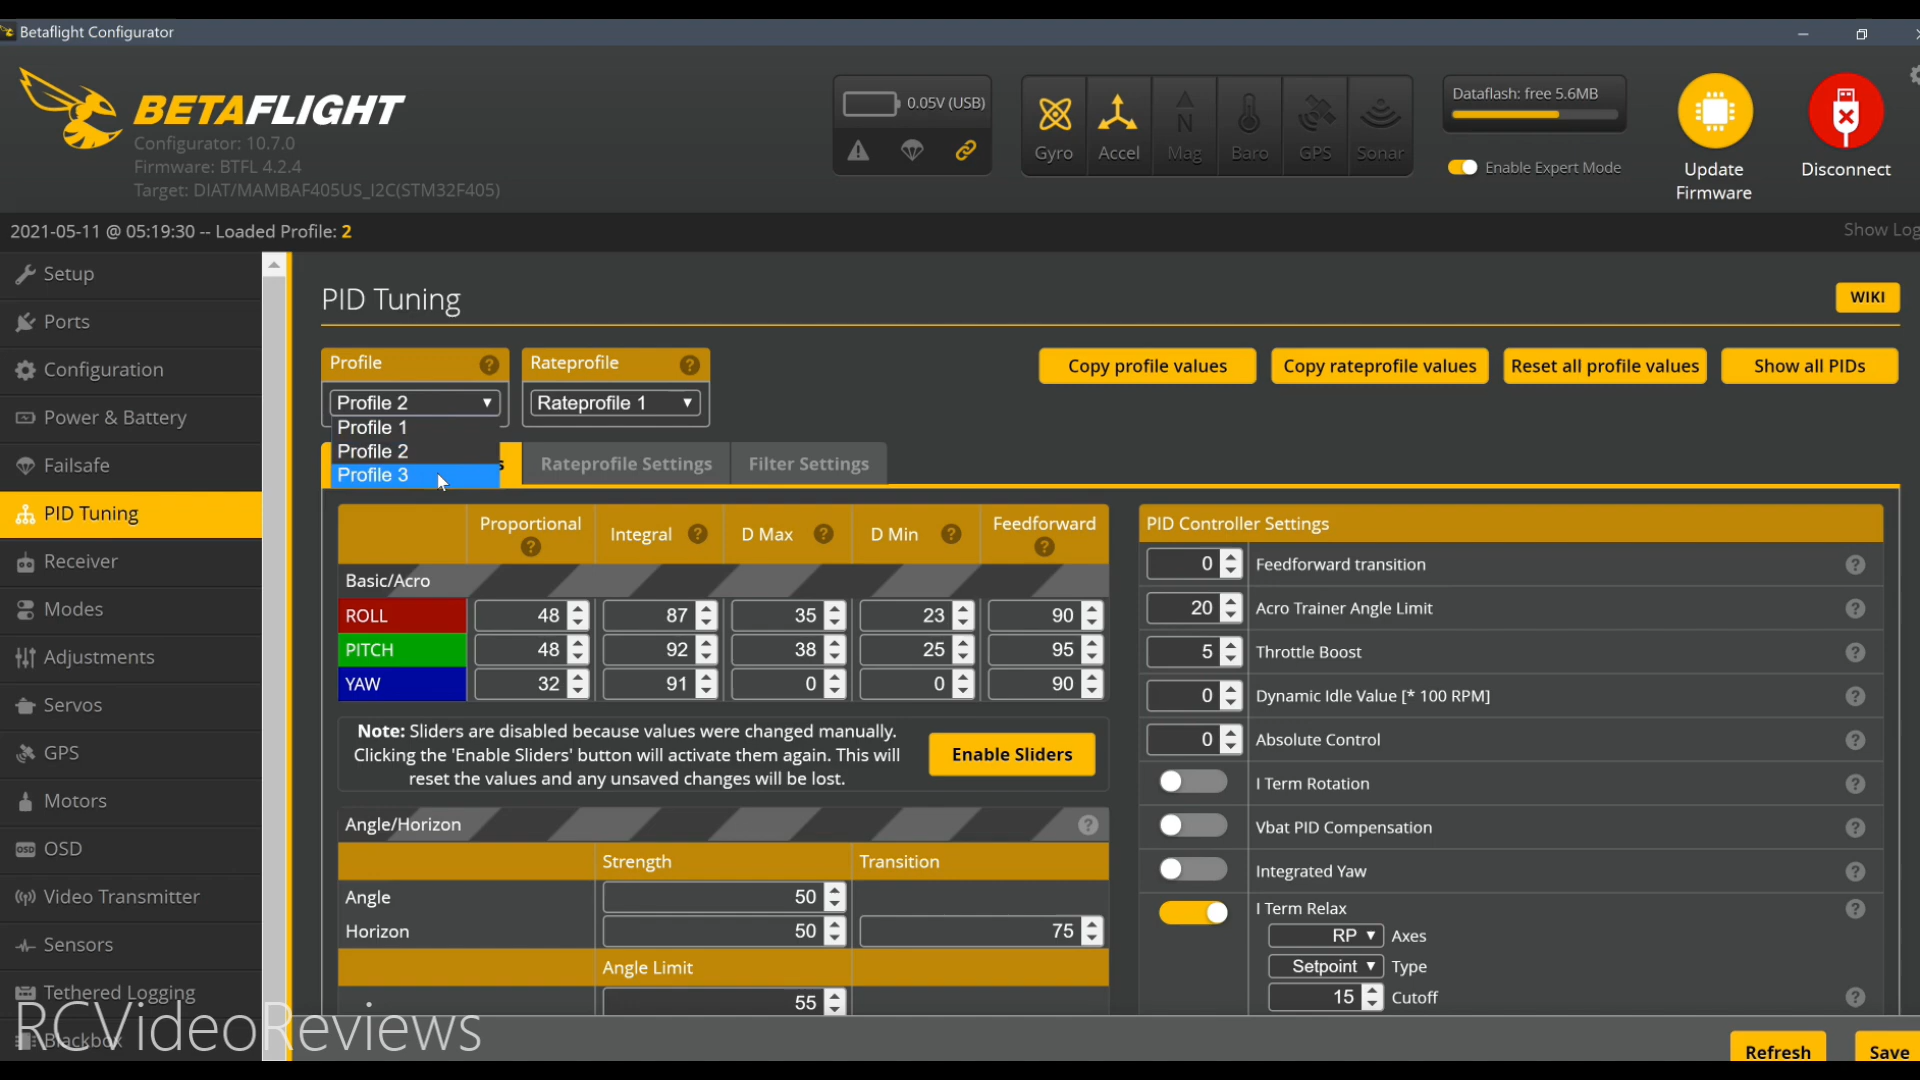 Betaflight Configurator
BETAFLIGHT
Configurator: 10.7.0
Firmware: BTFL 4.2.4
Target: DIAT/MAMBAF405US_I2C(STM32F405)
0.05V (USB)
Gyro
Accel
N
Mag
Baro
GPS
Sonar
Dataflash: free 5.6MB
Enable Expert Mode
Update
Firmware
Disconnect
2021-05-11 @ 05:19:30 -- Loaded Profile: 2
Show Log
Setup
Ports
Configuration
Power & Battery
Failsafe
PID Tuning
Receiver
Modes
Adjustments
Servos
GPS
Motors
OSD OSD
Video Transmitter
Sensors
Tethered Logging
Blackbox
RCVideoReviews
PID Tuning
WIKI
Profile ?
Rateprofile ?
Profile 2
Rateprofile 1
Copy profile values
Copy rateprofile values
Reset all profile values
Show all PIDs
Profile 1
Profile 2
Profile 3
s
Rateprofile Settings
Filter Settings
Proportional ?
Integral ?
D Max ?
D Min ?
Feedforward ?
Basic/Acro
ROLL 48 87 35 23 90
PITCH 48 92 38 25 95
YAW 32 91 0 0 90
Note: Sliders are disabled because values were changed manually.
Clicking the 'Enable Sliders' button will activate them again. This will
reset the values and any unsaved changes will be lost.
Enable Sliders
Angle/Horizon ?
Strength Transition
Angle 50
Horizon 50 75
Angle Limit
55
PID Controller Settings
0 Feedforward transition ?
20 Acro Trainer Angle Limit ?
5 Throttle Boost ?
0 Dynamic Idle Value [* 100 RPM] ?
0 Absolute Control ?
I Term Rotation ?
Vbat PID Compensation ?
Integrated Yaw ?
I Term Relax ?
RP Axes
Setpoint Type
15 Cutoff ?
Refresh
Save